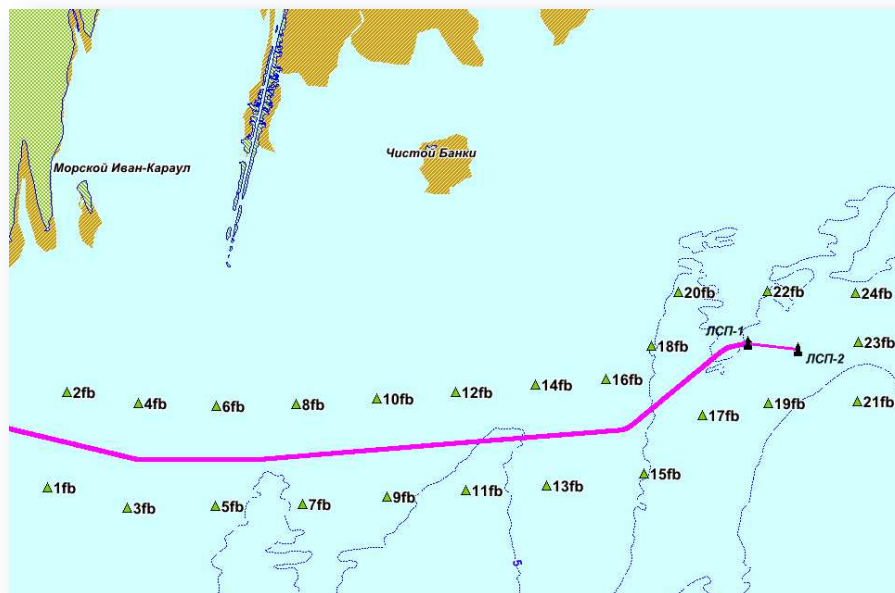 Чистой Банки
Морской Иван-Караул
20fb
22fb
24fb
ЛСП-1
18fb
23fb
ЛСП-2
16fb
14fb
2fb
12fb
10fb
4fb
6fb
8fb
21fb
19fb
17fb
15fb
1fb
13fb
11fb
9fb
7fb
3fb
5fb
5